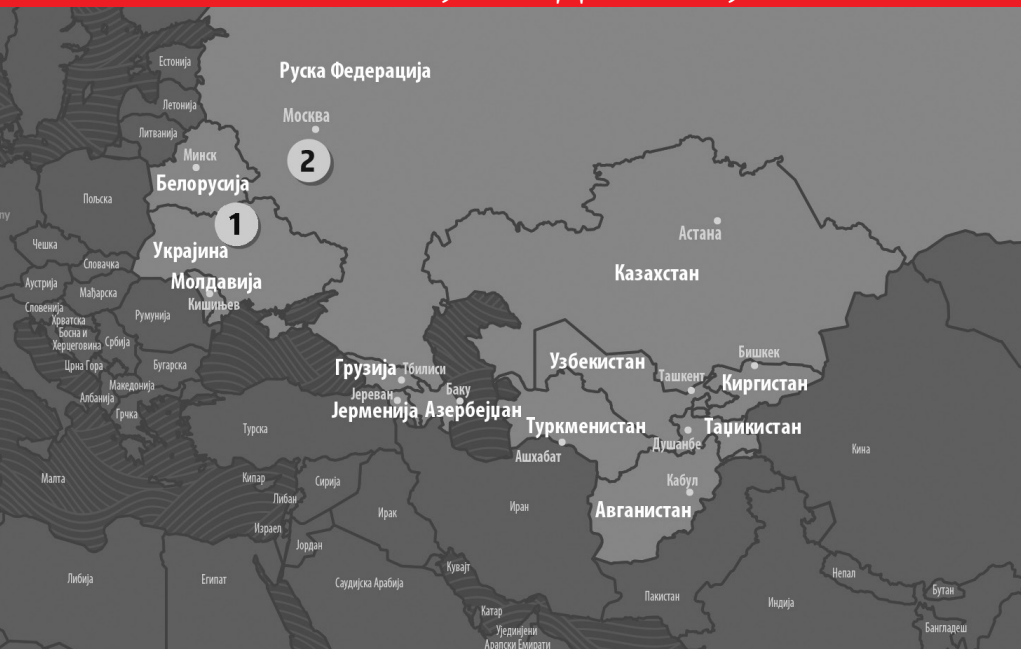 Естонија
Руска Федерација
Летонија
Москва
Литванија
2
Минск
Белорусија
Пољска
1
Астана
Чешка
Украјина
Словачка
Казахстан
Молдавија
Аустрија
Мађарска
Кишињев
Словенија
Румунија
Хрватска
Босна и
Херцеговина
Србија
Бишкек
Узбекистан
Црна Гора
Бугарска
Грузија
Тбилиси
Ташкент
Киргистан
Македонија
Јереван
Баку
Албанија
Јерменија
Азербејџан
Грчка
Туркменистан
Таџикистан
Турска
Душанбе
Кина
Ашхабат
Малта
Кипар
Сирија
Кабул
Либан
Иран
Авганистан
Ирак
Израел
Јордан
Кувајт
Либија
Египат
Саудијска Арабија
Непал
Бутан
Пакистан
Индија
Катар
Бангладеш
Уједињени
Арапски Емирати